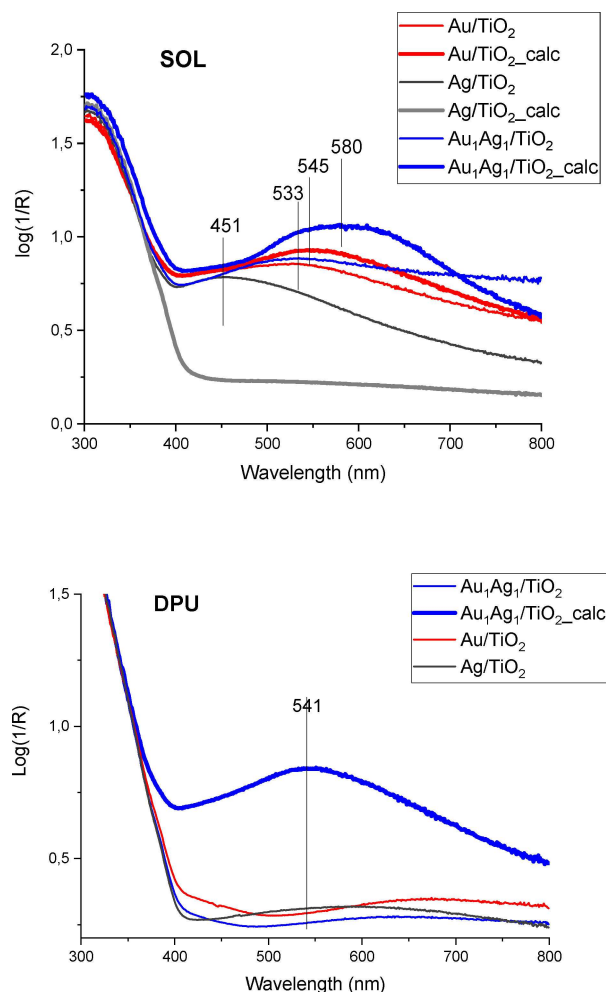 SOL
Au/TiO₂
Au/TiO₂_calc
Ag/TiO₂
Ag/TiO₂_calc
Au₁Ag₁/TiO₂
Au₁Ag₁/TiO₂_calc
2,0
1,5
1,0
0,5
0,0
log(1/R)
451
533
545
580
300 400 500 600 700 800
Wavelength (nm)
DPU
Au₁Ag₁/TiO₂
Au₁Ag₁/TiO₂_calc
Au/TiO₂
Ag/TiO₂
1,5
1,0
0,5
Log(1/R)
541
300 400 500 600 700 800
Wavelength (nm)